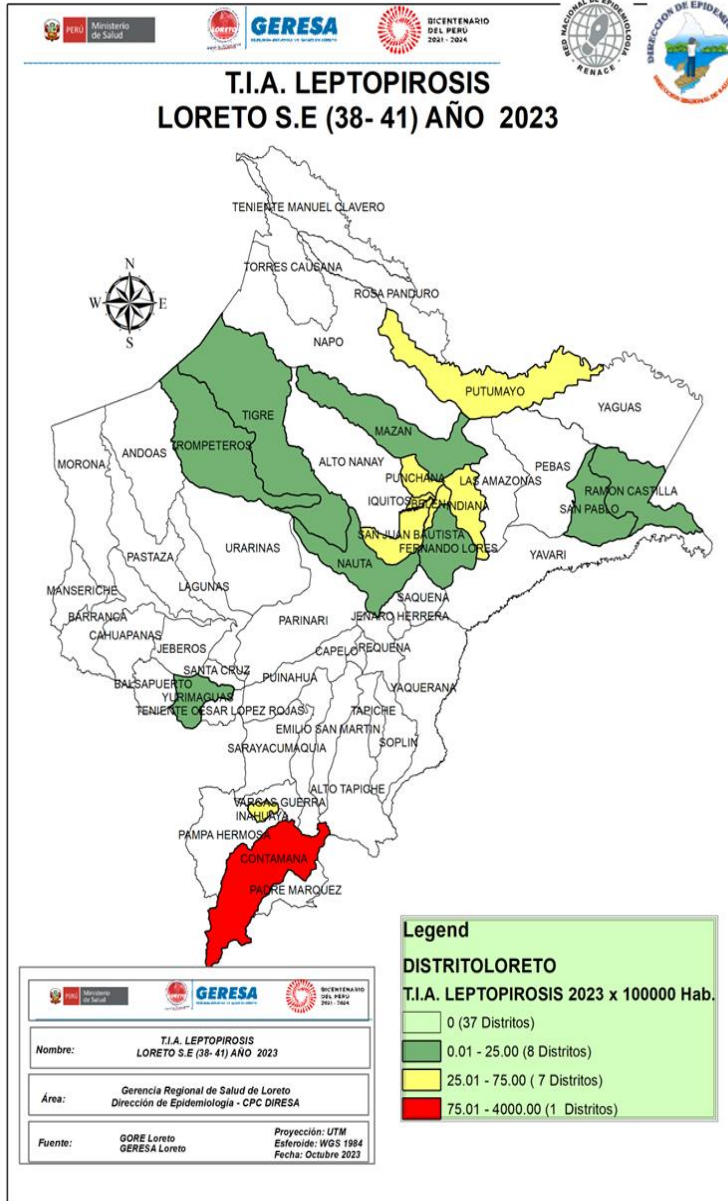 PERÚ
Ministerio
de Salud
LORETO
GERESA
BICENTENARIO
DEL PERÚ
2021 - 2024
RED NACIONAL DE EPIDEMIOLOGIA
- RENACE -
T.I.A. LEPTOPIROSIS
LORETO S.E (38- 41) AÑO 2023
TENIENTE MANUEL CLAVERO
TORRES CAUSANA
ROSA PANDURO
N
W
E
S
NAPO
PUTUMAYO
YAGUAS
TIGRE
MAZAN
TROMPETEROS
ANDOAS
MORONA
ALTO NANAY
PUNCHANA
LAS AMAZONAS
PEBAS
RAMON CASTILLA
IQUITOS
BELEN
INDIANA
SAN PABLO
SAN JUAN BAUTISTA
FERNANDO LORES
YAVARI
URARINAS
PASTAZA
NAUTA
LAGUNAS
MANSERICHE
SAQUENA
BARRANCA
PARINARI
JENARO HERRERA
CAHUAPANAS
JEBEROS
CAPELO
REQUENA
SANTA CRUZ
PUINAHUA
BALSAPUERTO
YURIMAGUAS
YAQUERANA
TENIENTE CESAR LOPEZ ROJAS
TAPICHE
EMILIO SAN MARTIN
SOPLIN
SARAYACU
MAQUIA
ALTO TAPICHE
VARGAS GUERRA
INAHUAYA
PAMPA HERMOSA
CONTAMANA
PADRE MARQUEZ
Legend
DISTRITOLORETO
T.I.A. LEPTOPIROSIS 2023 x 100000 Hab.
0 (37 Distritos)
0.01 - 25.00 (8 Distritos)
25.01 - 75.00 ( 7 Distritos)
75.01 - 4000.00 (1 Distritos)
PERÚ
Ministerio
de Salud
GERESA
BICENTENARIO
DEL PERÚ
2021 - 2024
Nombre:
T.I.A. LEPTOPIROSIS
LORETO S.E (38- 41) AÑO 2023
Área:
Gerencia Regional de Salud de Loreto
Dirección de Epidemiología - CPC DIRESA
Fuente:
GORE Loreto
GERESA Loreto
Proyección: UTM
Esferoide: WGS 1984
Fecha: Octubre 2023